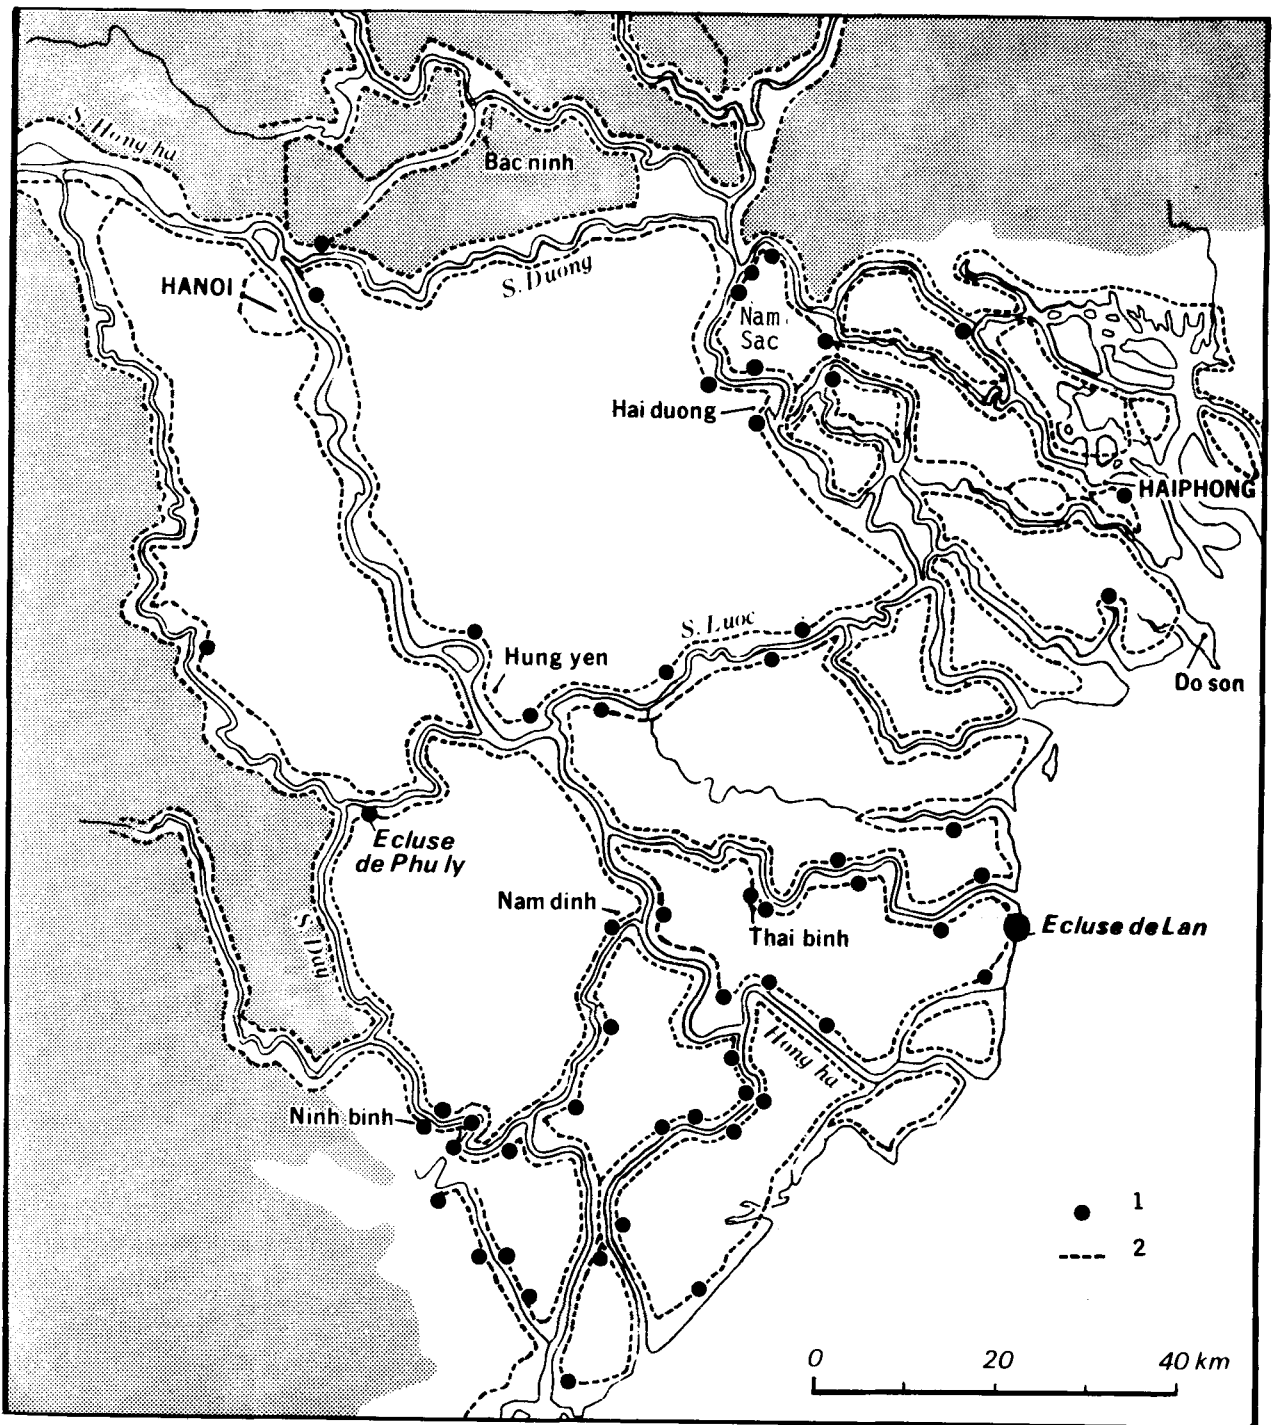 S. Hong ha
Bac ninh
HANOI
S. Duong
Nam
Sac
Hai duong
HAIPHONG
S. Luoc
Hung yen
Do son
Ecluse
de Phu ly
Nam dinh
Thai binh
Ecluse de Lan
S. Day
Hong ha
Ninh binh
1
2
0 20 40 km